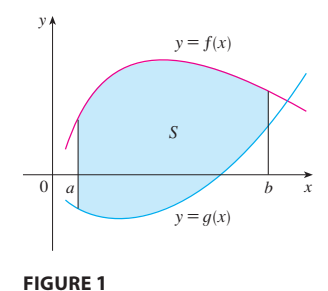 y
y = f(x)
S
0 a b x
y = g(x)
FIGURE 1